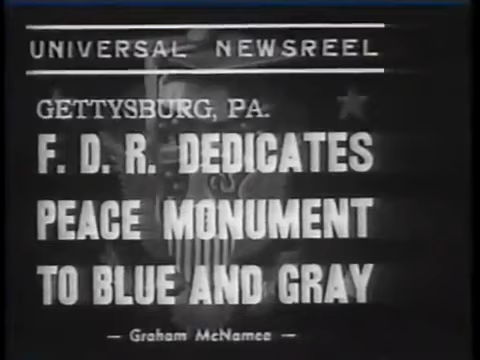 UNIVERSAL NEWSREEL
GETTYSBURG, PA.
F. D. R. DEDICATES
PEACE MONUMENT
TO BLUE AND GRAY
— Graham McNamee —